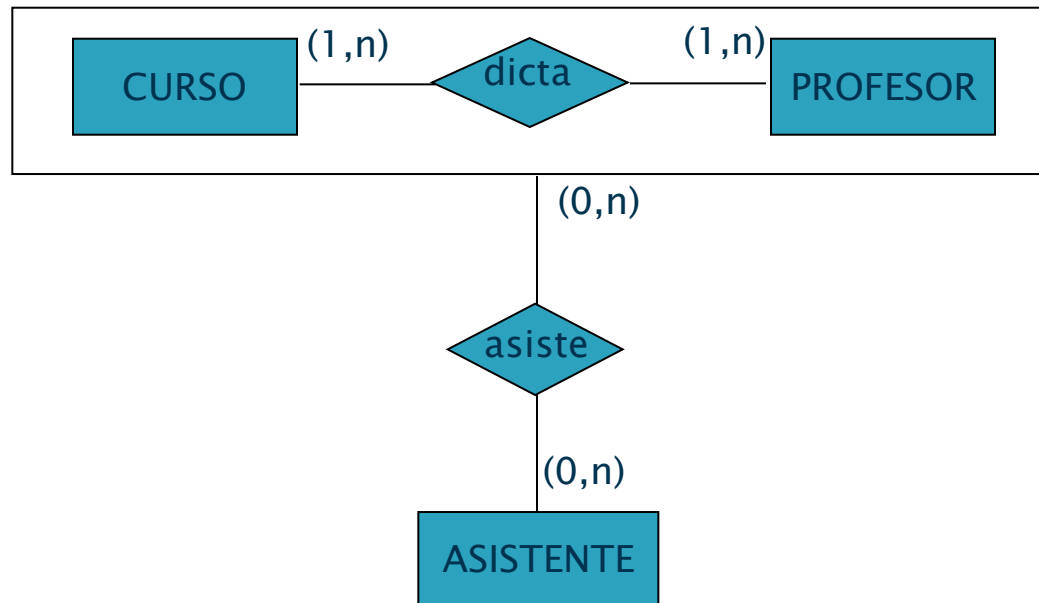 (1,n) (1,n)
CURSO dicta PROFESOR
(0,n)
asiste
(0,n)
ASISTENTE